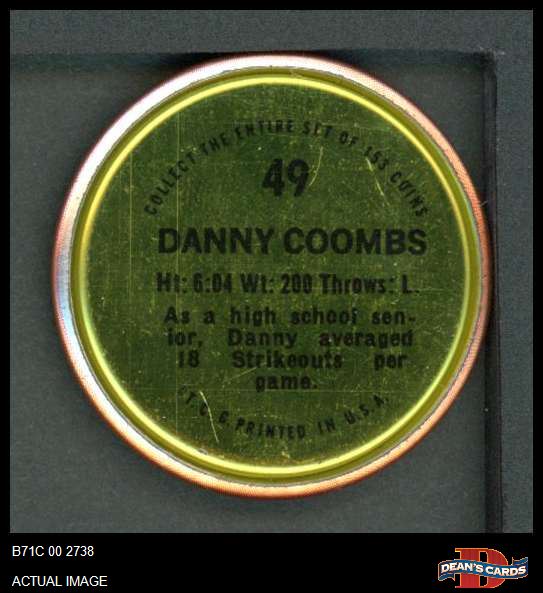 COLLECT THE ENTIRE SET OF 153 COINS
49
DANNY COOMBS
Ht: 6:04 Wt: 200 Throws: L.
As a high school sen-
ior, Danny averaged
18 Strikeouts per
game.
©T.C.G. PRINTED IN U.S.A.
B71C 00 2738
ACTUAL IMAGE
D
DEAN'S CARDS